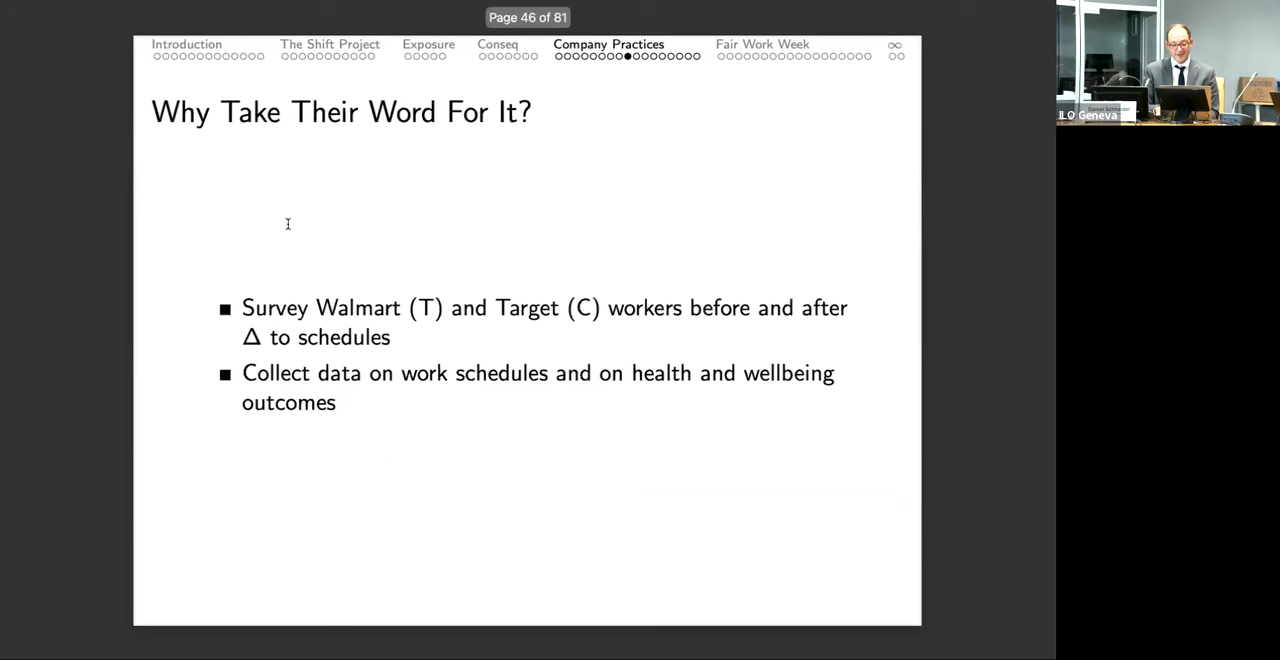 Page 46 of 81
Introduction The Shift Project Exposure Conseq Company Practices Fair Work Week ∞
Why Take Their Word For It?
■ Survey Walmart (T) and Target (C) workers before and after
Δ to schedules
■ Collect data on work schedules and on health and wellbeing
outcomes
Daniel Schneider
ILO Geneva